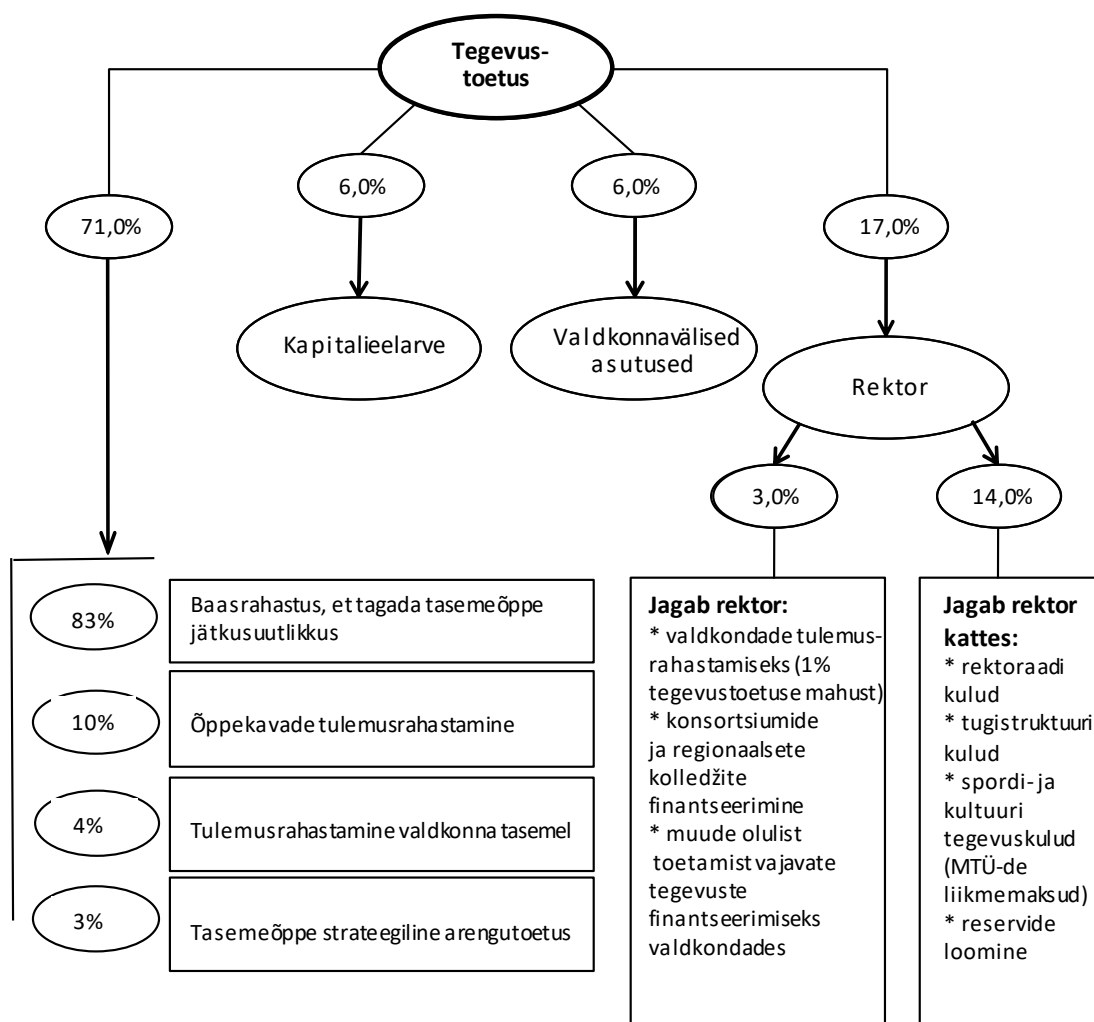 Tegevus-
toetus
6,0%
6,0%
71,0%
17,0%
Kapitalieelarve
Valdkonnavälised
asutused
Rektor
3,0%
14,0%
83%
Baasrahastus, et tagada tasemeõppe
jätkusuutlikkus
10%
Õppekavade tulemusrahastamine
4%
Tulemusrahastamine valdkonna tasemel
3%
Tasemeõppe strateegiline arengutoetus
Jagab rektor:
* valdkondade tulemus-
rahastamiseks (1%
tegevustoetuse mahust)
* konsortsiumide
ja regionaalsete
kolledžite
finantseerimine
* muude olulist
toetamist vajavate
tegevuste
finantseerimiseks
valdkondades
Jagab rektor
kattes:
* rektoraadi
kulud
* tugistruktuuri
kulud
* spordi- ja
kultuuri
tegevuskulud
(MTÜ-de
liikmemaksud)
* reservide
loomine